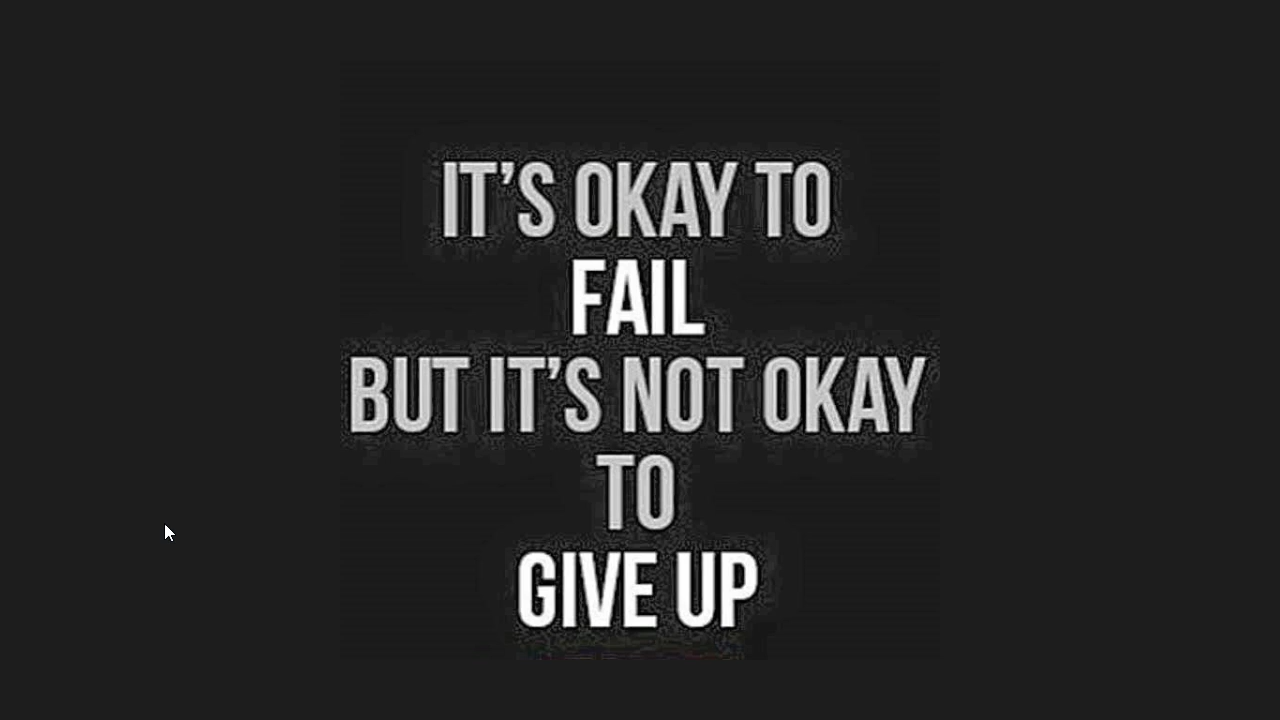 IT’S OKAY TO
FAIL
BUT IT’S NOT OKAY
TO
GIVE UP